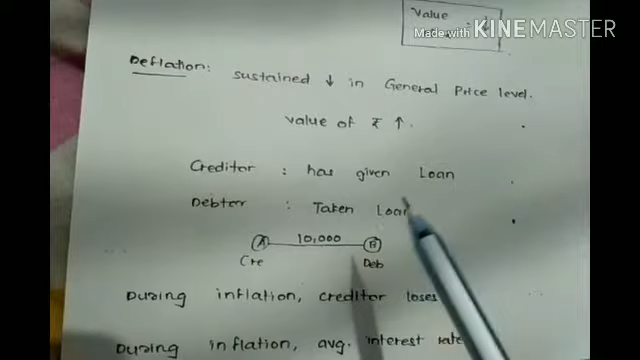 Value
Made with KINEMASTER
Deflation: sustained ↓ in General Price level.
value of ₹ ↑.
Creditor : has given Loan
Debtor : Taken Loan
A 10,000 B
Cre Deb
During inflation, creditor loses
During inflation, avg. interest rate